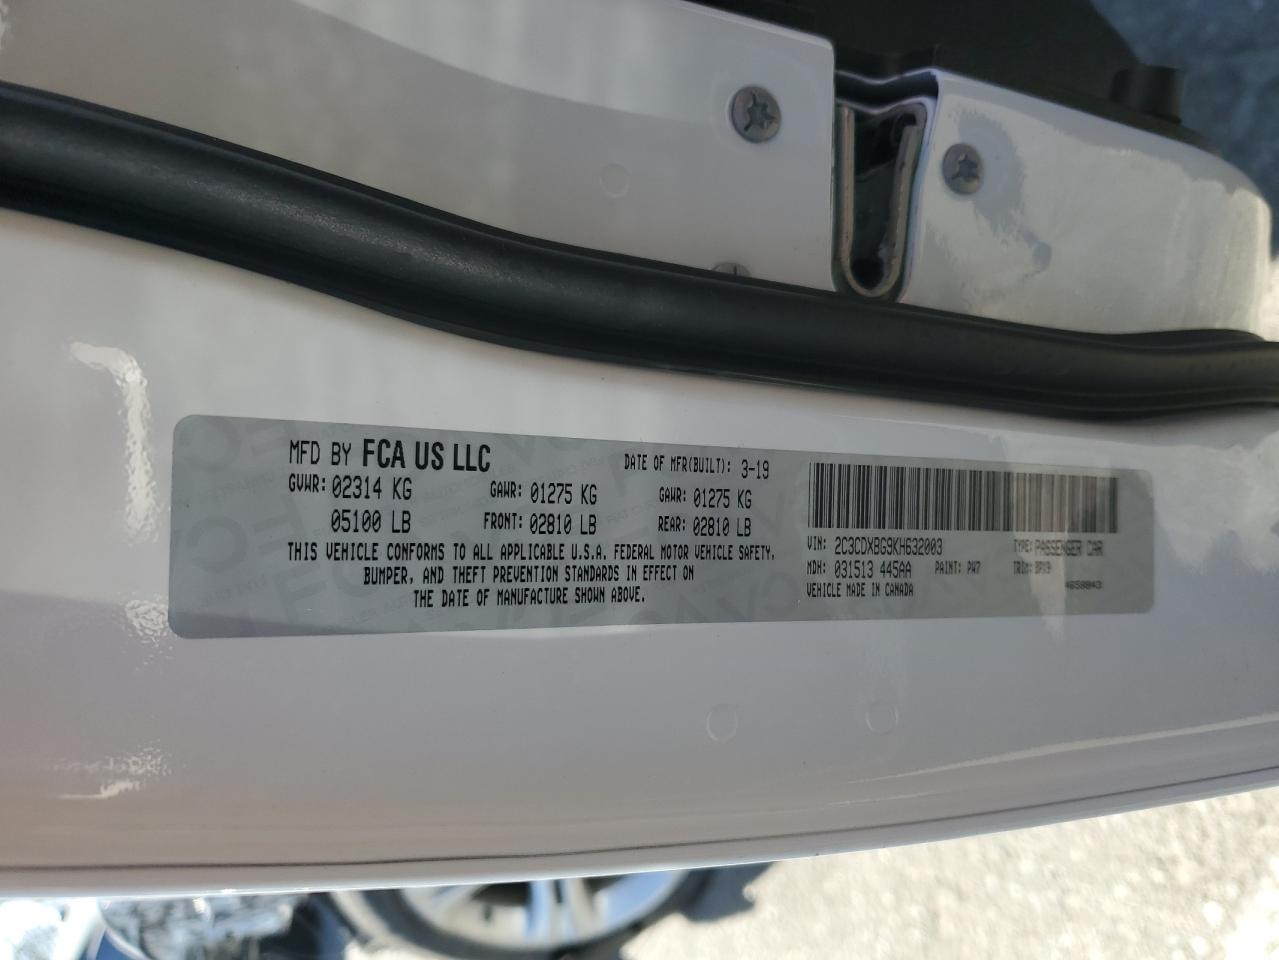 MFD BY FCA US LLC DATE OF MFR(BUILT): 3-19
GVWR: 02314 KG GAWR: 01275 KG GAWR: 01275 KG
05100 LB FRONT: 02810 LB REAR: 02810 LB
THIS VEHICLE CONFORMS TO ALL APPLICABLE U.S.A. FEDERAL MOTOR VEHICLE SAFETY,
BUMPER, AND THEFT PREVENTION STANDARDS IN EFFECT ON
THE DATE OF MANUFACTURE SHOWN ABOVE.
VIN: 2C3CDXBG9KH632003 TYPE: PASSENGER CAR
MDH: 031513 445AA PAINT: PW7 TRIM: BPX9
VEHICLE MADE IN CANADA 4658043